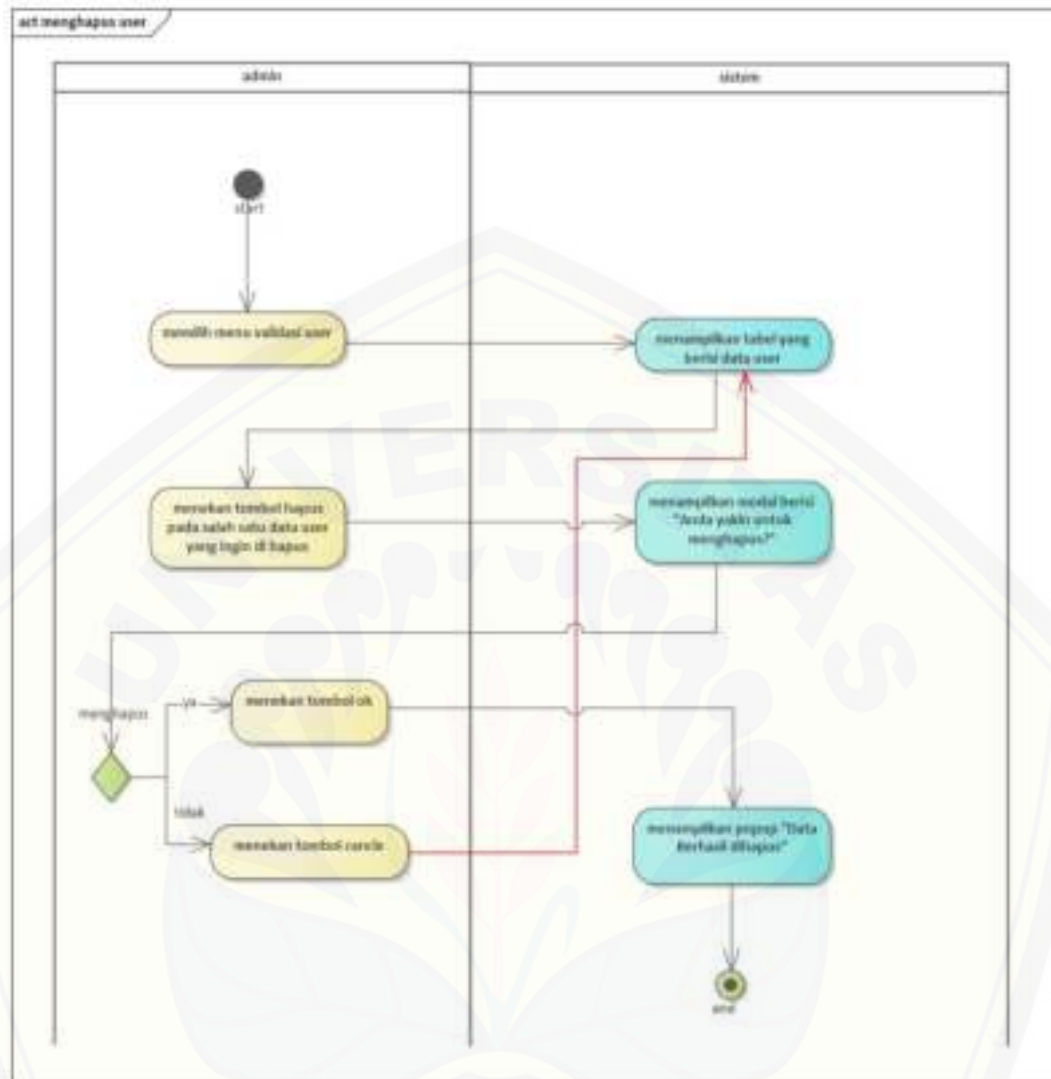 act menghapus user
admin
sistem
start
memilih menu validasi user
menampilkan tabel yang
berisi data user
menekan tombol hapus
pada salah satu data user
yang ingin di hapus
menampilkan modal berisi
"Anda yakin untuk
menghapus?"
menghapus
ya
menekan tombol ok
tidak
menekan tombol cancle
menampilkan popup "Data
Berhasil dihapus"
end
UNIVERSITAS